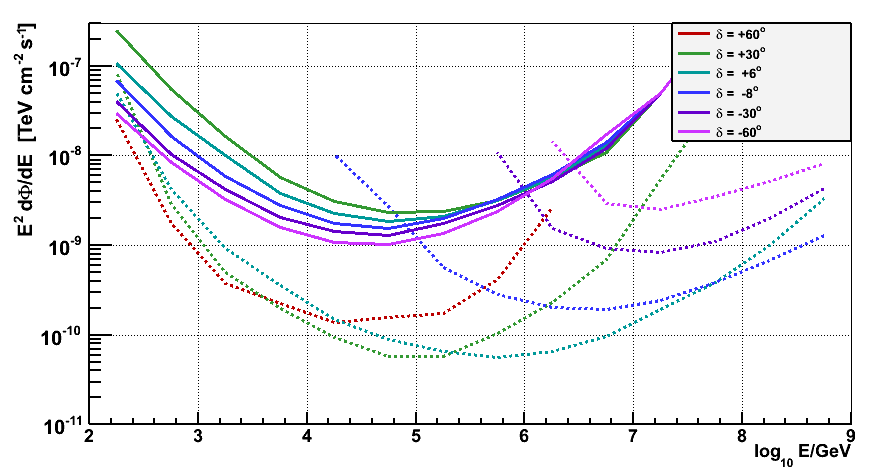 E² dΦ/dE [TeV cm⁻² s⁻¹]
10⁻⁷
10⁻⁸
10⁻⁹
10⁻¹⁰
10⁻¹¹
δ = +60°
δ = +30°
δ = +6°
δ = -8°
δ = -30°
δ = -60°
2 3 4 5 6 7 8 9
log₁₀ E/GeV